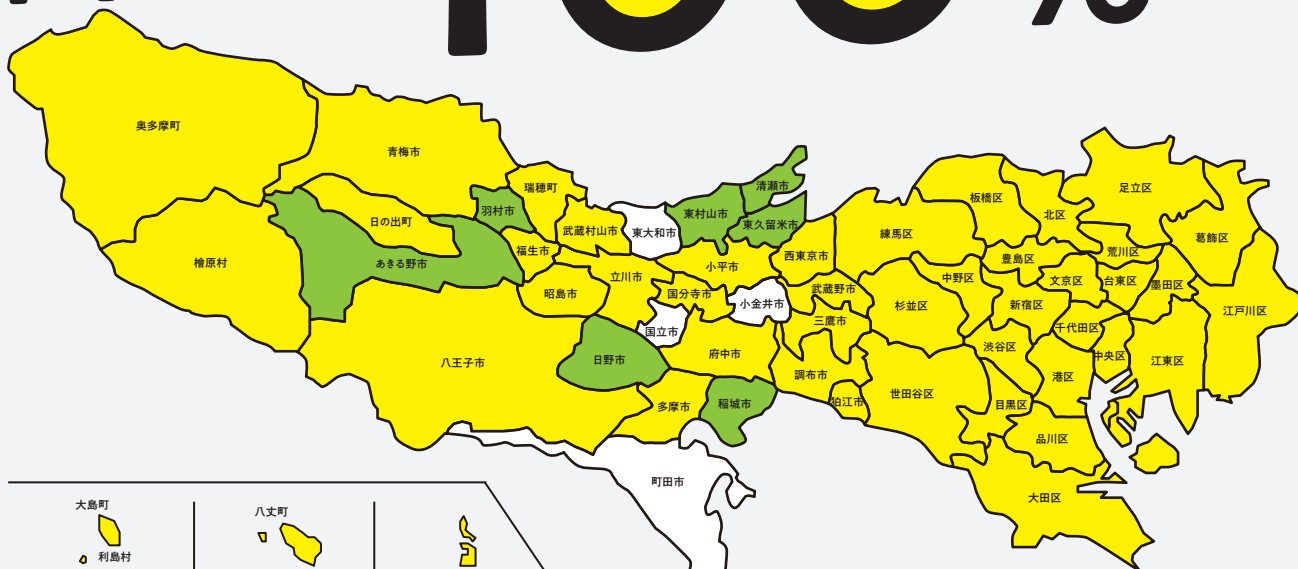 100%
奥多摩町
青梅市
瑞穂町
羽村市
日の出町
あきる野市
檜原村
福生市
武蔵村山市
東大和市
東村山市
清瀬市
東久留米市
西東京市
小平市
立川市
昭島市
国分寺市
小金井市
武蔵野市
国立市
三鷹市
府中市
八王子市
日野市
調布市
狛江市
多摩市
稲城市
町田市
練馬区
板橋区
北区
足立区
葛飾区
荒川区
豊島区
中野区
文京区
台東区
墨田区
杉並区
新宿区
千代田区
江戸川区
渋谷区
中央区
江東区
港区
世田谷区
目黒区
品川区
大田区
大島町
利島村
八丈町